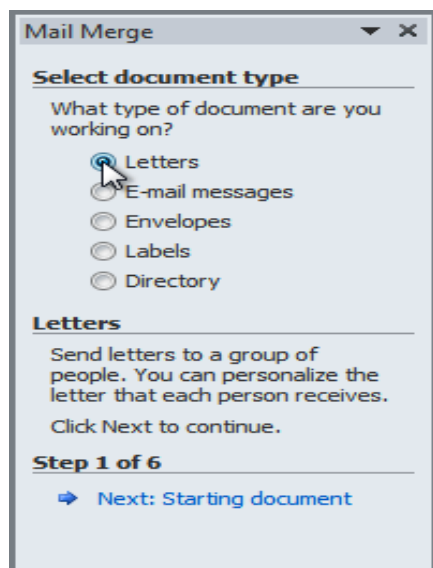 Mail Merge
Select document type
What type of document are you
working on?
Letters
E-mail messages
Envelopes
Labels
Directory
Letters
Send letters to a group of
people. You can personalize the
letter that each person receives.
Click Next to continue.
Step 1 of 6
Next: Starting document